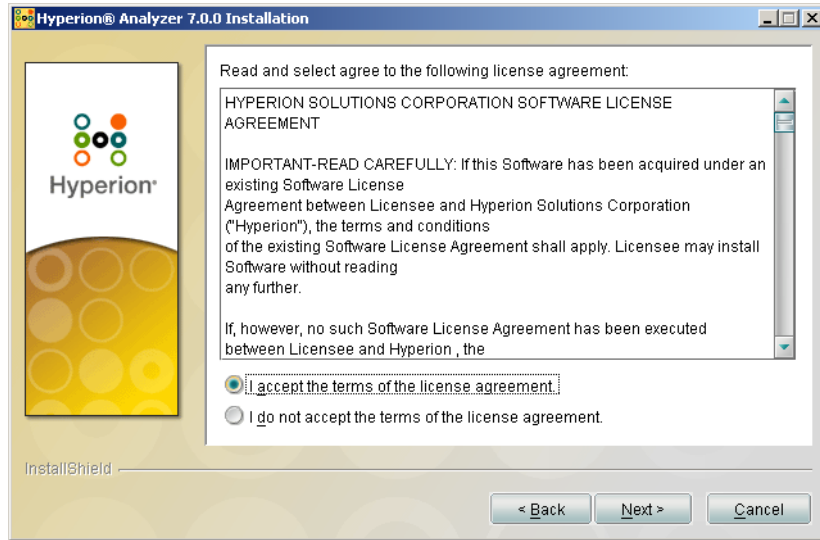 Hyperion® Analyzer 7.0.0 Installation
Read and select agree to the following license agreement:
HYPERION SOLUTIONS CORPORATION SOFTWARE LICENSE
AGREEMENT
IMPORTANT-READ CAREFULLY: If this Software has been acquired under an
existing Software License
Agreement between Licensee and Hyperion Solutions Corporation
("Hyperion"), the terms and conditions
of the existing Software License Agreement shall apply. Licensee may install
Software without reading
any further.
If, however, no such Software License Agreement has been executed
between Licensee and Hyperion , the
Hyperion
I accept the terms of the license agreement.
I do not accept the terms of the license agreement.
InstallShield
< Back
Next >
Cancel